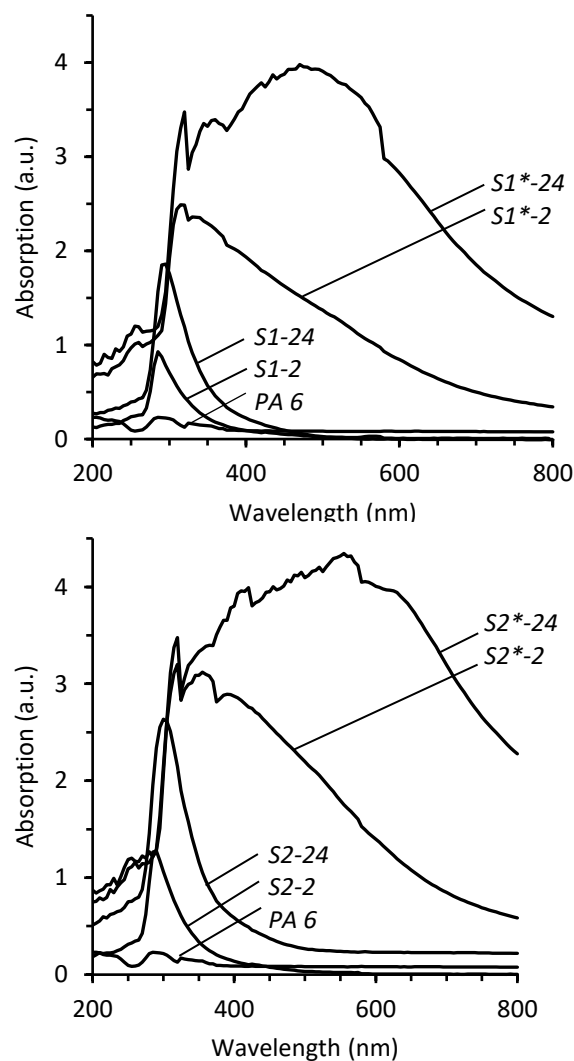 4
3
2
1
0
Absorption (a.u.)
S1*-24
S1*-2
S1-24
S1-2
PA 6
200 400 600 800
Wavelength (nm)
4
3
2
1
0
Absorption (a.u.)
S2*-24
S2*-2
S2-24
S2-2
PA 6
200 400 600 800
Wavelength (nm)